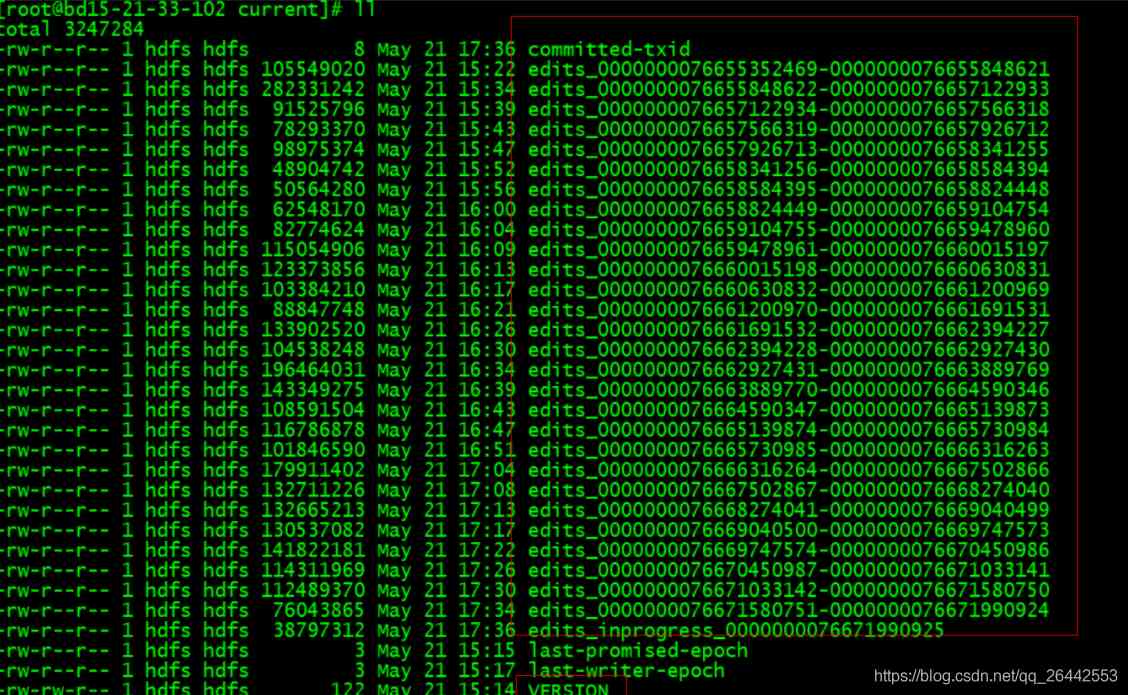 [root@bd15-21-33-102 current]# ll
total 3247284
-rw-r--r-- 1 hdfs hdfs 8 May 21 17:36 committed-txid
-rw-r--r-- 1 hdfs hdfs 105549020 May 21 15:22 edits_0000000076655352469-0000000076655848621
-rw-r--r-- 1 hdfs hdfs 282331242 May 21 15:34 edits_0000000076655848622-0000000076657122933
-rw-r--r-- 1 hdfs hdfs 91525796 May 21 15:39 edits_0000000076657122934-0000000076657566318
-rw-r--r-- 1 hdfs hdfs 78293370 May 21 15:43 edits_0000000076657566319-0000000076657926712
-rw-r--r-- 1 hdfs hdfs 98975374 May 21 15:47 edits_0000000076657926713-0000000076658341255
-rw-r--r-- 1 hdfs hdfs 48904742 May 21 15:52 edits_0000000076658341256-0000000076658584394
-rw-r--r-- 1 hdfs hdfs 50564280 May 21 15:56 edits_0000000076658584395-0000000076658824448
-rw-r--r-- 1 hdfs hdfs 62548170 May 21 16:00 edits_0000000076658824449-0000000076659104754
-rw-r--r-- 1 hdfs hdfs 82774624 May 21 16:04 edits_0000000076659104755-0000000076659478960
-rw-r--r-- 1 hdfs hdfs 115054906 May 21 16:09 edits_0000000076659478961-0000000076660015197
-rw-r--r-- 1 hdfs hdfs 123373856 May 21 16:13 edits_0000000076660015198-0000000076660630831
-rw-r--r-- 1 hdfs hdfs 103384210 May 21 16:17 edits_0000000076660630832-0000000076661200969
-rw-r--r-- 1 hdfs hdfs 88847748 May 21 16:21 edits_0000000076661200970-0000000076661691531
-rw-r--r-- 1 hdfs hdfs 133902520 May 21 16:26 edits_0000000076661691532-0000000076662394227
-rw-r--r-- 1 hdfs hdfs 104538248 May 21 16:30 edits_0000000076662394228-0000000076662927430
-rw-r--r-- 1 hdfs hdfs 196464031 May 21 16:34 edits_0000000076662927431-0000000076663889769
-rw-r--r-- 1 hdfs hdfs 143349275 May 21 16:39 edits_0000000076663889770-0000000076664590346
-rw-r--r-- 1 hdfs hdfs 108591504 May 21 16:43 edits_0000000076664590347-0000000076665139873
-rw-r--r-- 1 hdfs hdfs 116786878 May 21 16:47 edits_0000000076665139874-0000000076665730984
-rw-r--r-- 1 hdfs hdfs 101846590 May 21 16:51 edits_0000000076665730985-0000000076666316263
-rw-r--r-- 1 hdfs hdfs 179911402 May 21 17:04 edits_0000000076666316264-0000000076667502866
-rw-r--r-- 1 hdfs hdfs 132711226 May 21 17:08 edits_0000000076667502867-0000000076668274040
-rw-r--r-- 1 hdfs hdfs 132665213 May 21 17:13 edits_0000000076668274041-0000000076669040499
-rw-r--r-- 1 hdfs hdfs 130537082 May 21 17:17 edits_0000000076669040500-0000000076669747573
-rw-r--r-- 1 hdfs hdfs 141822181 May 21 17:22 edits_0000000076669747574-0000000076670450986
-rw-r--r-- 1 hdfs hdfs 114311969 May 21 17:26 edits_0000000076670450987-0000000076671033141
-rw-r--r-- 1 hdfs hdfs 112489370 May 21 17:30 edits_0000000076671033142-0000000076671580750
-rw-r--r-- 1 hdfs hdfs 76043865 May 21 17:34 edits_0000000076671580751-0000000076671990924
-rw-r--r-- 1 hdfs hdfs 38797312 May 21 17:36 edits_inprogress_0000000076671990925
-rw-r--r-- 1 hdfs hdfs 3 May 21 15:15 last-promised-epoch
-rw-r--r-- 1 hdfs hdfs 3 May 21 15:17 last-writer-epoch
-rw-rw-r-- 1 hdfs hdfs 122 May 21 15:14 VERSION
https://blog.csdn.net/qq_26442553